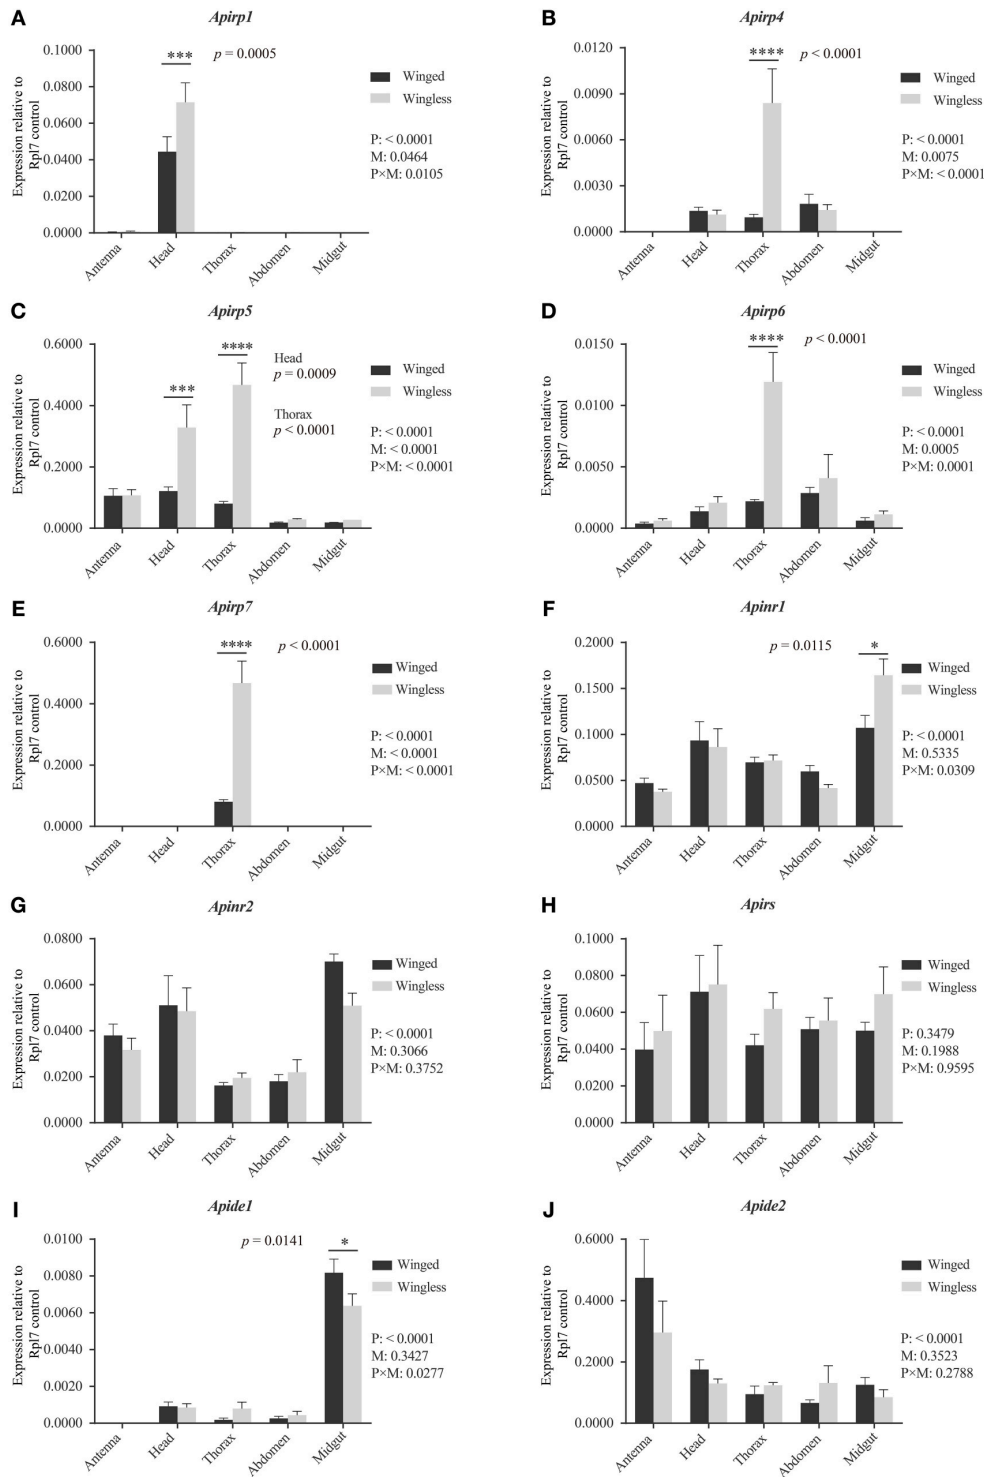 A
Apirp1
Expression relative to
Rpl7 control
0.1000
0.0800
0.0600
0.0400
0.0200
0.0000
***
p = 0.0005
Winged
Wingless
P: < 0.0001
M: 0.0464
P×M: 0.0105
Antenna
Head
Thorax
Abdomen
Midgut
B
Apirp4
Expression relative to
Rpl7 control
0.0120
0.0090
0.0060
0.0030
0.0000
****
p < 0.0001
Winged
Wingless
P: < 0.0001
M: 0.0075
P×M: < 0.0001
Antenna
Head
Thorax
Abdomen
Midgut
C
Apirp5
Expression relative to
Rpl7 control
0.6000
0.4000
0.2000
0.0000
***
****
Head
p = 0.0009
Thorax
p < 0.0001
Winged
Wingless
P: < 0.0001
M: < 0.0001
P×M: < 0.0001
Antenna
Head
Thorax
Abdomen
Midgut
D
Apirp6
Expression relative to
Rpl7 control
0.0150
0.0100
0.0050
0.0000
****
p < 0.0001
Winged
Wingless
P: < 0.0001
M: 0.0005
P×M: 0.0001
Antenna
Head
Thorax
Abdomen
Midgut
E
Apirp7
Expression relative to
Rpl7 control
0.6000
0.4000
0.2000
0.0000
****
p < 0.0001
Winged
Wingless
P: < 0.0001
M: < 0.0001
P×M: < 0.0001
Antenna
Head
Thorax
Abdomen
Midgut
F
Apinr1
Expression relative to
Rpl7 control
0.2000
0.1500
0.1000
0.0500
0.0000
p = 0.0115
*
Winged
Wingless
P: < 0.0001
M: 0.5335
P×M: 0.0309
Antenna
Head
Thorax
Abdomen
Midgut
G
Apinr2
Expression relative to
Rpl7 control
0.0800
0.0600
0.0400
0.0200
0.0000
Winged
Wingless
P: < 0.0001
M: 0.3066
P×M: 0.3752
Antenna
Head
Thorax
Abdomen
Midgut
H
Apirs
Expression relative to
Rpl7 control
0.1000
0.0800
0.0600
0.0400
0.0200
0.0000
Winged
Wingless
P: 0.3479
M: 0.1988
P×M: 0.9595
Antenna
Head
Thorax
Abdomen
Midgut
I
Apide1
Expression relative to
Rpl7 control
0.0100
0.0080
0.0060
0.0040
0.0020
0.0000
p = 0.0141
*
Winged
Wingless
P: < 0.0001
M: 0.3427
P×M: 0.0277
Antenna
Head
Thorax
Abdomen
Midgut
J
Apide2
Expression relative to
Rpl7 control
0.6000
0.4000
0.2000
0.0000
Winged
Wingless
P: < 0.0001
M: 0.3523
P×M: 0.2788
Antenna
Head
Thorax
Abdomen
Midgut